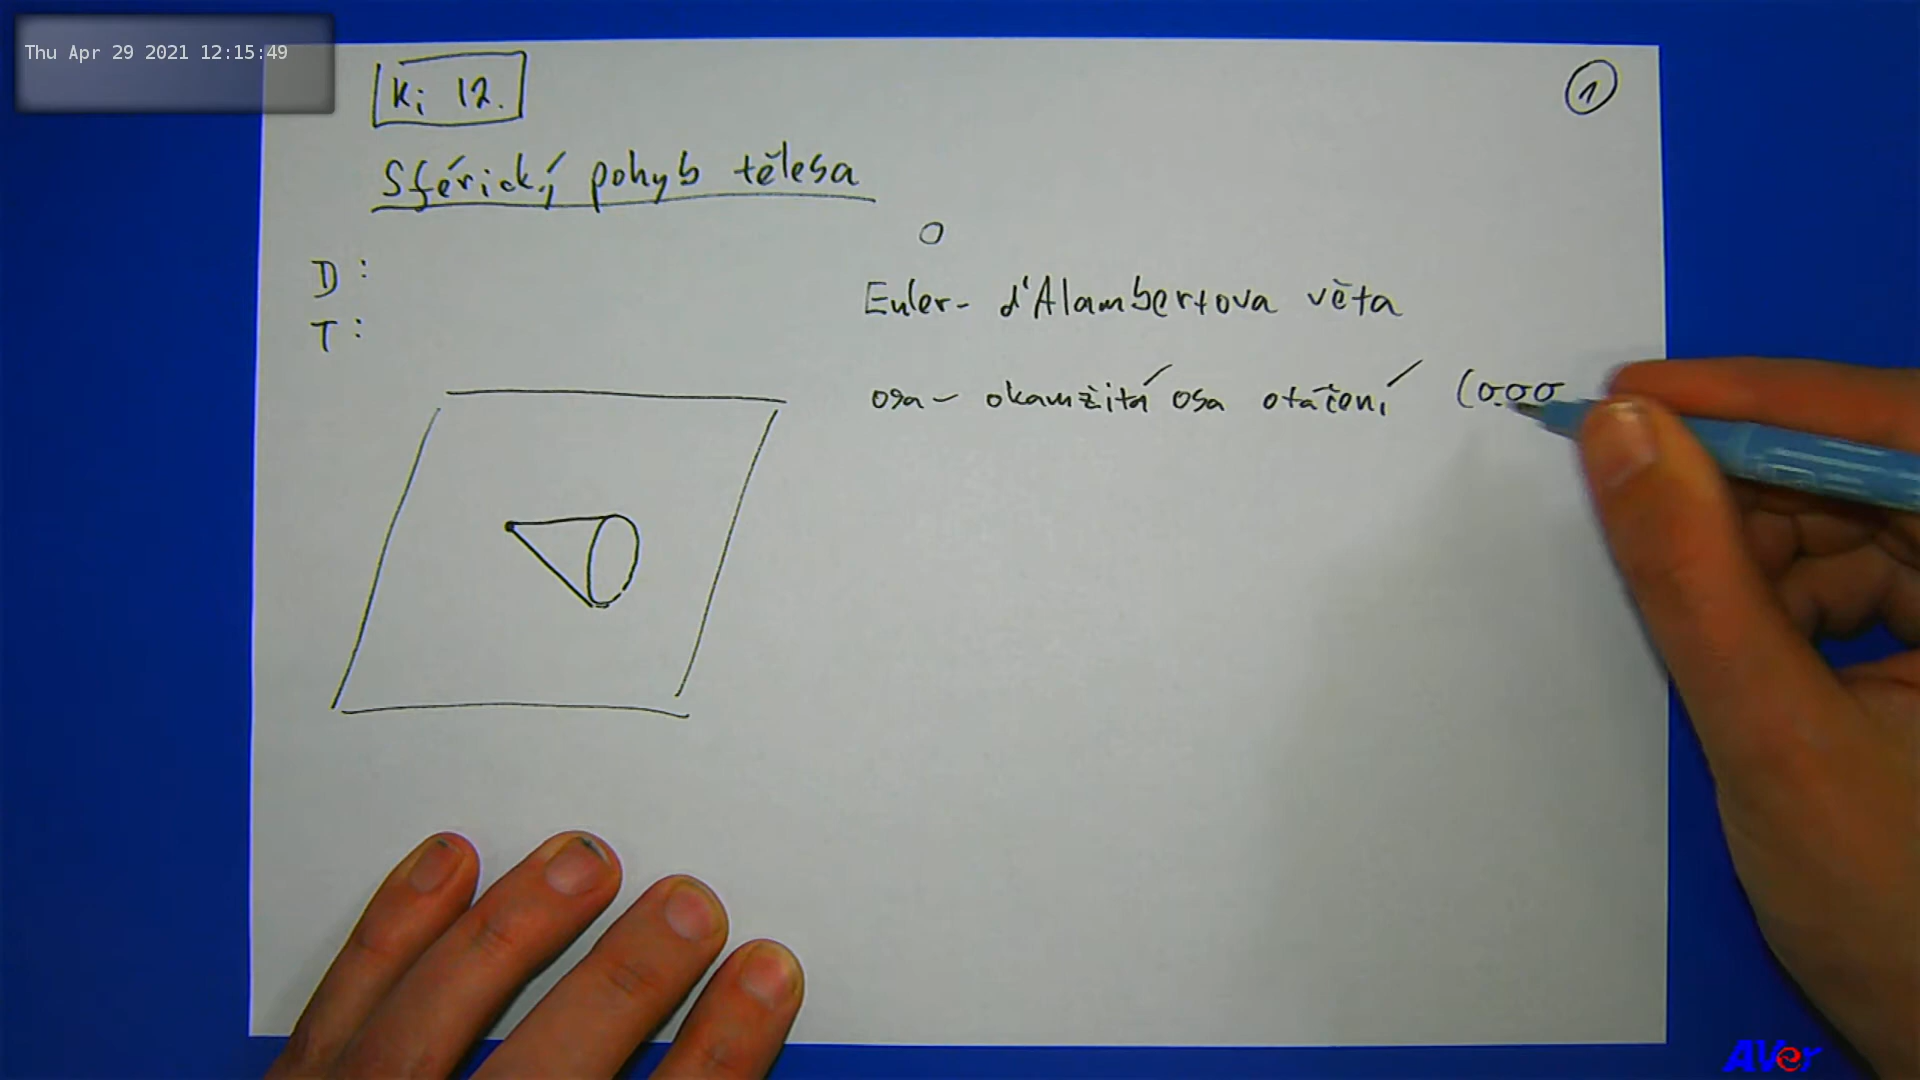 Thu Apr 29 2021 12:15:49
Ki 12.
1
Sférický pohyb tělesa
O
D:
Euler- d'Alambertova věta
T:
osa - okamžitá osa otáčení (o.o.o
AVer